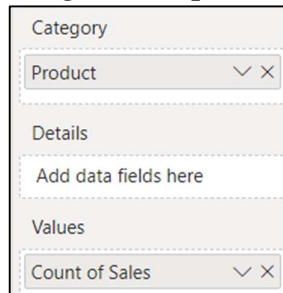 Category
Product
Details
Add data fields here
Values
Count of Sales